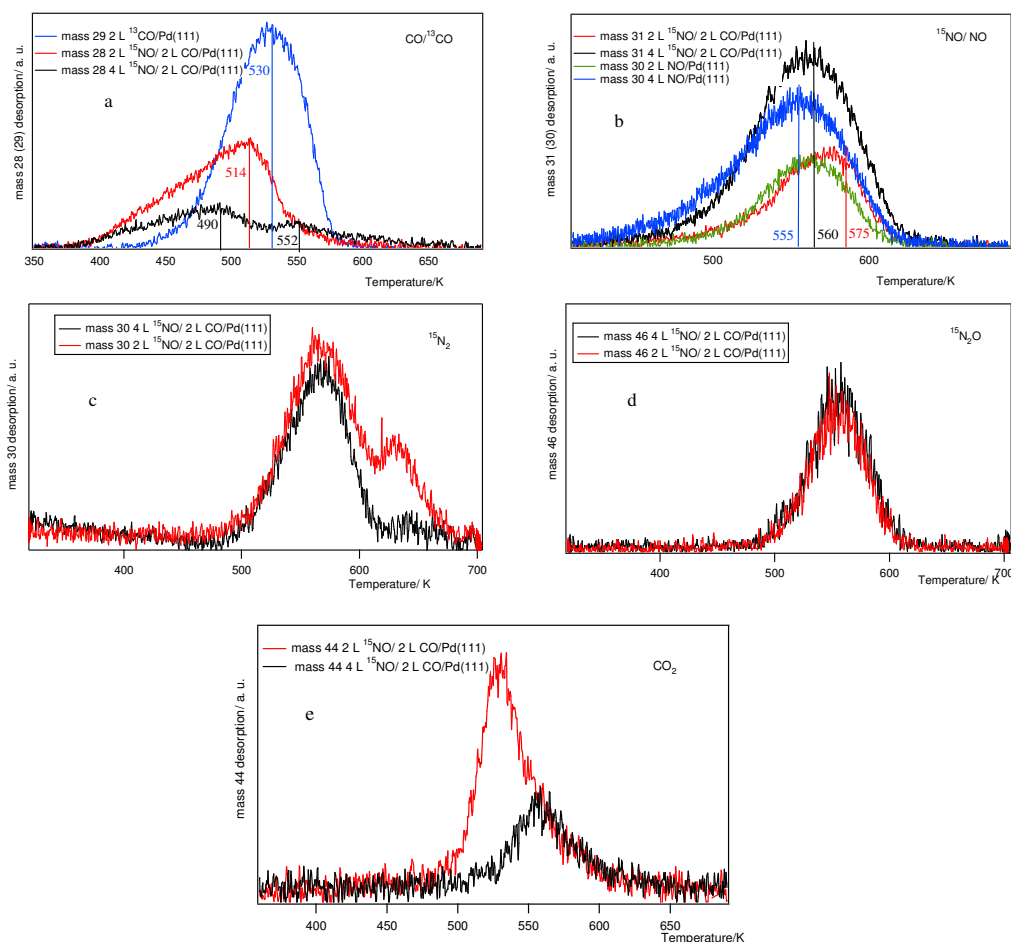 mass 29 2 L ¹³CO/Pd(111)
mass 28 2 L ¹⁵NO/ 2 L CO/Pd(111)
mass 28 4 L ¹⁵NO/ 2 L CO/Pd(111)
CO/¹³CO
530
a
514
490
552
mass 28 (29) desorption/ a. u.
350 400 450 500 550 600 650
Temperature/K
mass 31 2 L ¹⁵NO/ 2 L CO/Pd(111)
mass 31 4 L ¹⁵NO/ 2 L CO/Pd(111)
mass 30 2 L NO/Pd(111)
mass 30 4 L NO/Pd(111)
¹⁵NO/ NO
b
555 560 575
mass 31 (30) desorption/ a. u.
500 600
Temperature/K
mass 30 4 L ¹⁵NO/ 2 L CO/Pd(111)
mass 30 2 L ¹⁵NO/ 2 L CO/Pd(111)
¹⁵N₂
c
mass 30 desorption/ a. u.
400 500 600 700
Temperature/ K
mass 46 4 L ¹⁵NO/ 2 L CO/Pd(111)
mass 46 2 L ¹⁵NO/ 2 L CO/Pd(111)
¹⁵N₂O
d
mass 46 desorption/ a. u.
400 500 600 700
Temperature/ K
mass 44 2 L ¹⁵NO/ 2 L CO/Pd(111)
mass 44 4 L ¹⁵NO/ 2 L CO/Pd(111)
CO₂
e
mass 44 desorption/ a. u.
400 450 500 550 600 650
Temperature/K